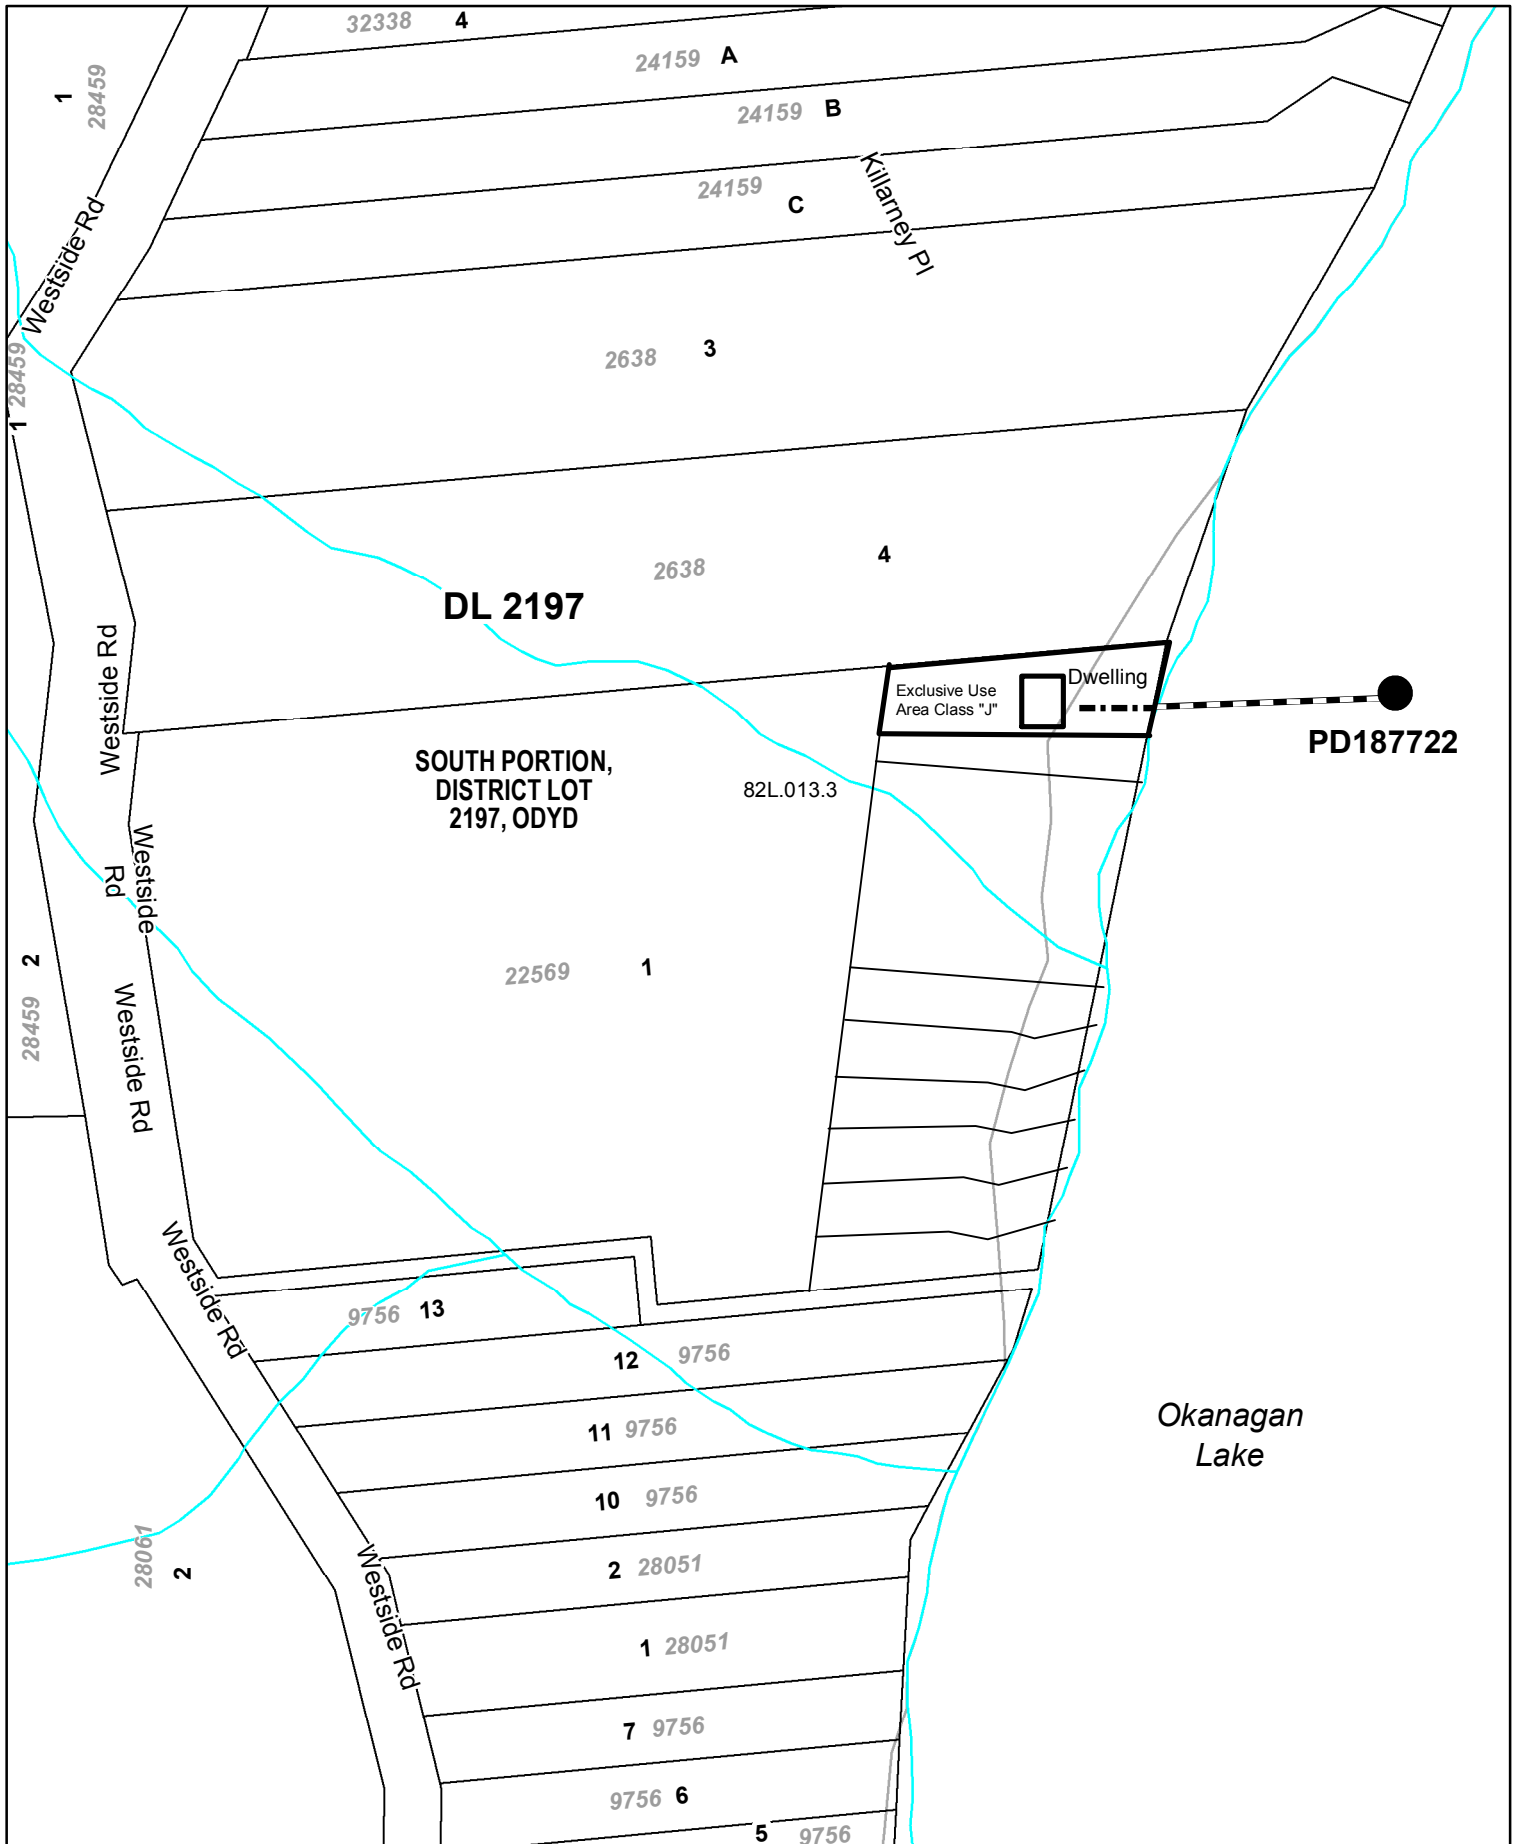 32338 4
24159 A
1
28459
24159 B
24159
C
Killarney Pl
Westside Rd
2638 3
28459
1
2638 4
DL 2197
Westside Rd
Exclusive Use
Area Class "J"
Dwelling
PD187722
SOUTH PORTION,
DISTRICT LOT
2197, ODYD
82L.013.3
Westside
Rd
2
28459
22569 1
Westside Rd
Westside Rd
9756 13
12 9756
11 9756
Okanagan
Lake
10 9756
28061
2
2 28051
Westside Rd
1 28051
7 9756
9756 6
5 9756